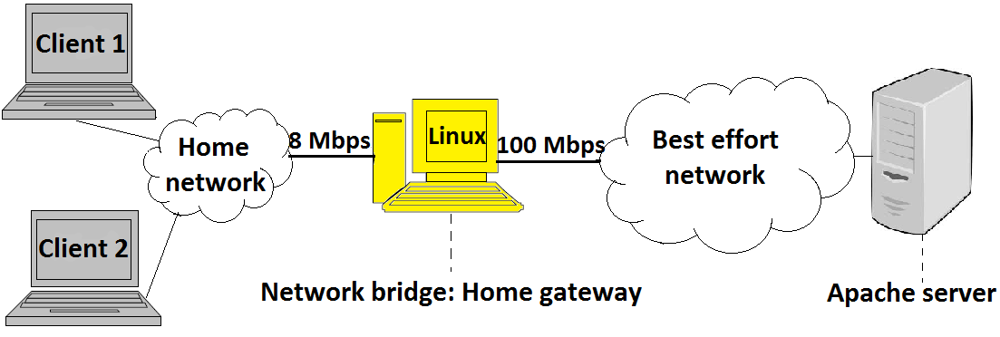 Client 1
Home
network
8 Mbps
Linux
100 Mbps
Best effort
network
Client 2
Network bridge: Home gateway
Apache server